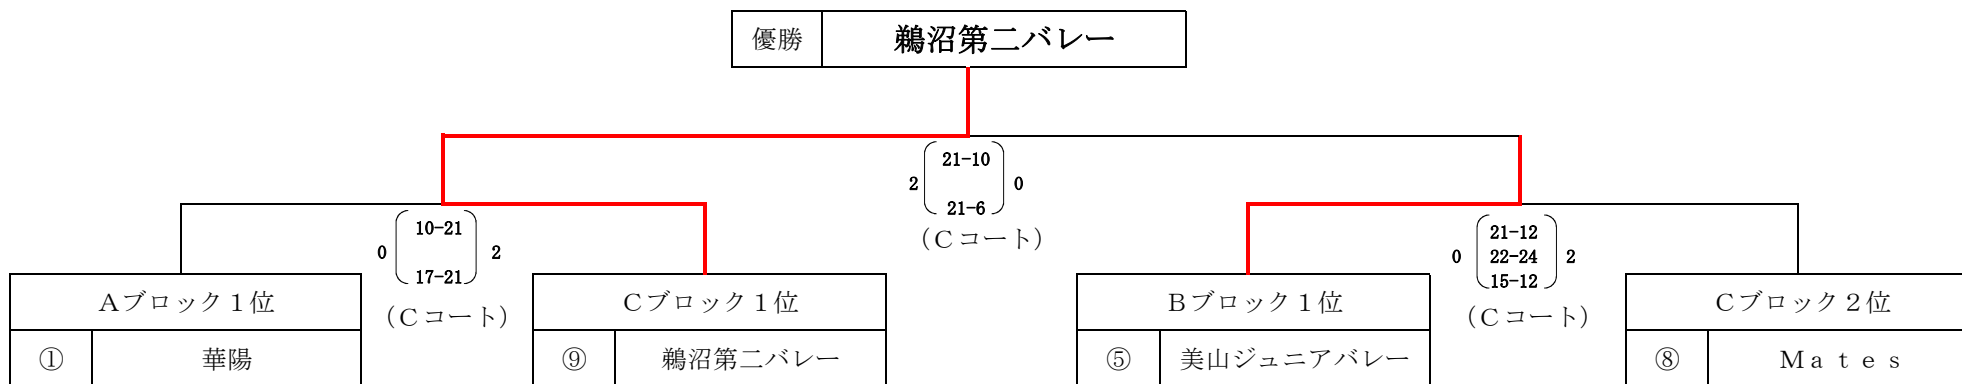 優勝 鵜沼第二バレー
21-10
2 0
21-6
（Cコート）
10-21
0 2
17-21
（Cコート）
21-12
0 22-24 2
15-12
（Cコート）
Aブロック１位
① 華陽
Cブロック１位
⑨ 鵜沼第二バレー
Bブロック１位
⑤ 美山ジュニアバレー
Cブロック２位
⑧ Ｍａｔｅｓ